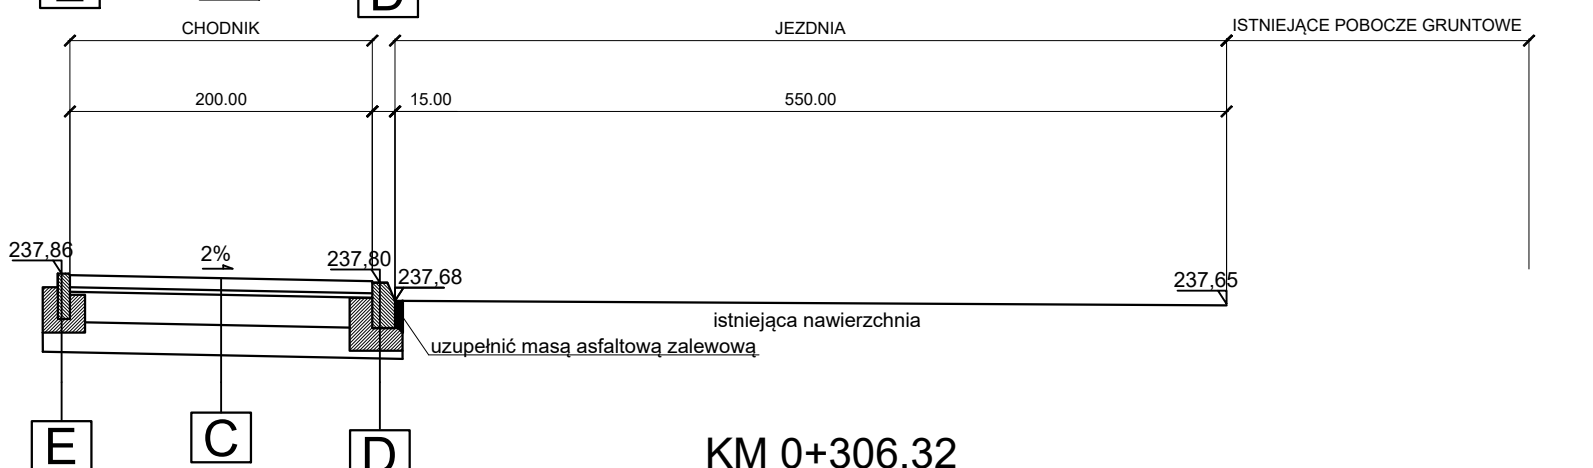 CHODNIK JEZDNIA ISTNIEJĄCE POBOCZE GRUNTOWE
200.00 15.00 550.00
237,86 2% 237,80 237,68 237,65
istniejąca nawierzchnia
uzupełnić masą asfaltową zalewową
E C D
KM 0+306,32